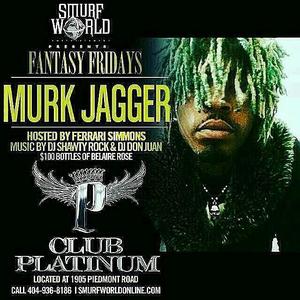 SMURF
WORLD
PRESENTS
FANTASY FRIDAYS
MURK JAGGER
HOSTED BY FERRARI SIMMONS
MUSIC BY DJ SHAWTY ROCK & DJ DON JUAN
$100 BOTTLES OF BELAIRE ROSE
P
CLUB
PLATINUM
LOCATED AT 1905 PIEDMONT ROAD
CALL 404-936-8186 | SMURFWORLDONLINE.COM